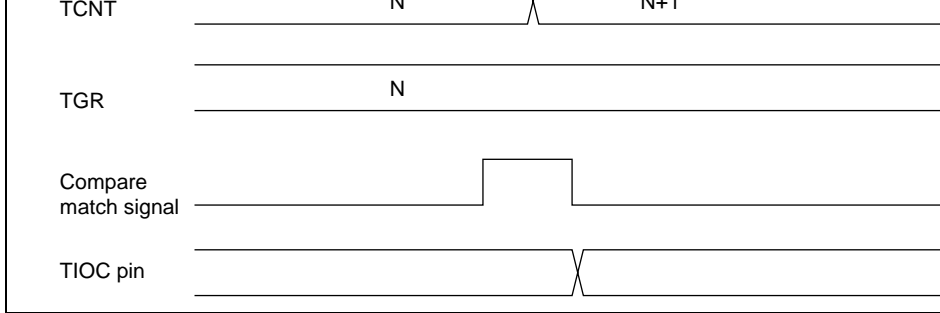 TCNT N N+1
TGR N
Compare
match signal
TIOC pin